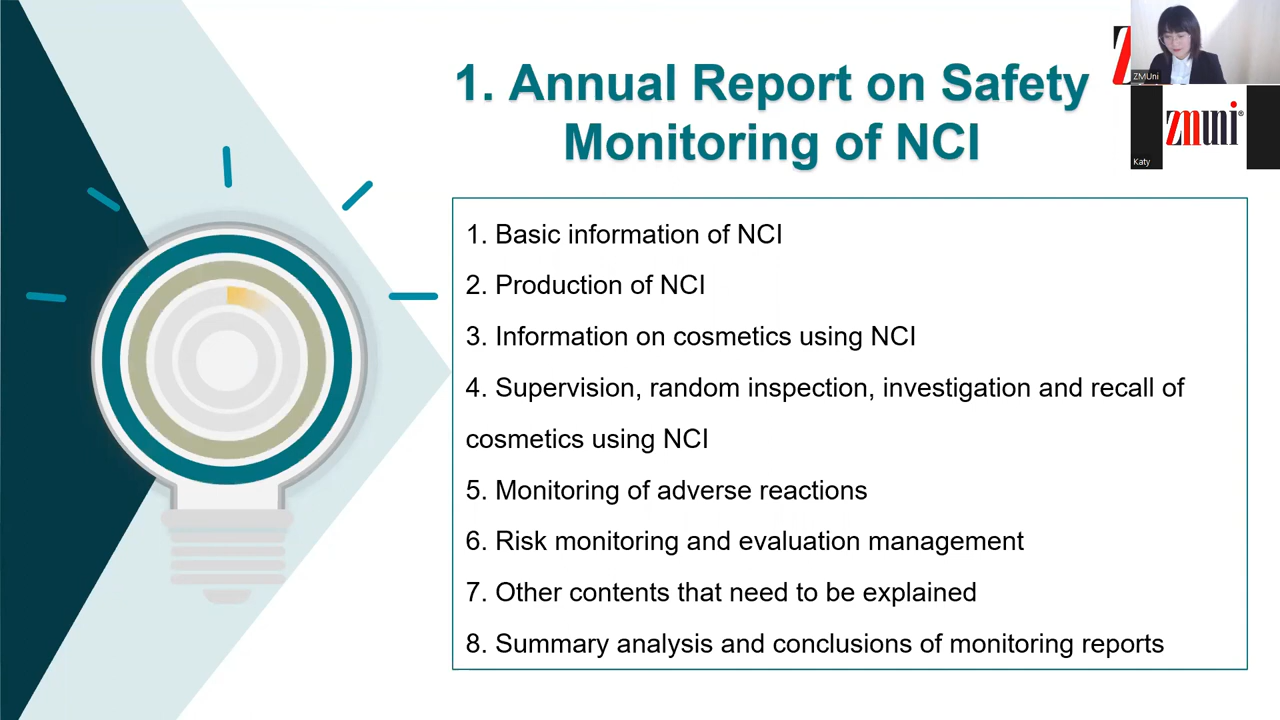 1. Annual Report on Safety
Monitoring of NCI
1. Basic information of NCI
2. Production of NCI
3. Information on cosmetics using NCI
4. Supervision, random inspection, investigation and recall of
cosmetics using NCI
5. Monitoring of adverse reactions
6. Risk monitoring and evaluation management
7. Other contents that need to be explained
8. Summary analysis and conclusions of monitoring reports
ZMUni
zmuni®
Katy